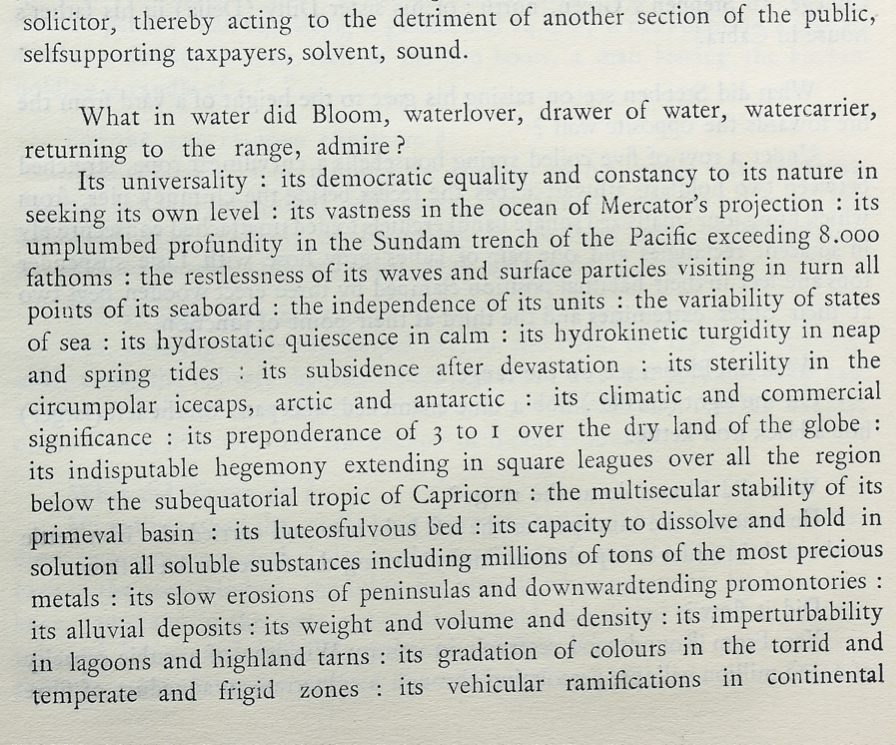 solicitor, thereby acting to the detriment of another section of the public,
selfsupporting taxpayers, solvent, sound.
What in water did Bloom, waterlover, drawer of water, watercarrier,
returning to the range, admire ?
Its universality : its democratic equality and constancy to its nature in
seeking its own level : its vastness in the ocean of Mercator's projection : its
umplumbed profundity in the Sundam trench of the Pacific exceeding 8.000
fathoms : the restlessness of its waves and surface particles visiting in turn all
points of its seaboard : the independence of its units : the variability of states
of sea : its hydrostatic quiescence in calm : its hydrokinetic turgidity in neap
and spring tides : its subsidence after devastation : its sterility in the
circumpolar icecaps, arctic and antarctic : its climatic and commercial
significance : its preponderance of 3 to 1 over the dry land of the globe :
its indisputable hegemony extending in square leagues over all the region
below the subequatorial tropic of Capricorn : the multisecular stability of its
primeval basin : its luteosfulvous bed : its capacity to dissolve and hold in
solution all soluble substances including millions of tons of the most precious
metals : its slow erosions of peninsulas and downwardtending promontories :
its alluvial deposits : its weight and volume and density : its imperturbability
in lagoons and highland tarns : its gradation of colours in the torrid and
temperate and frigid zones : its vehicular ramifications in continental